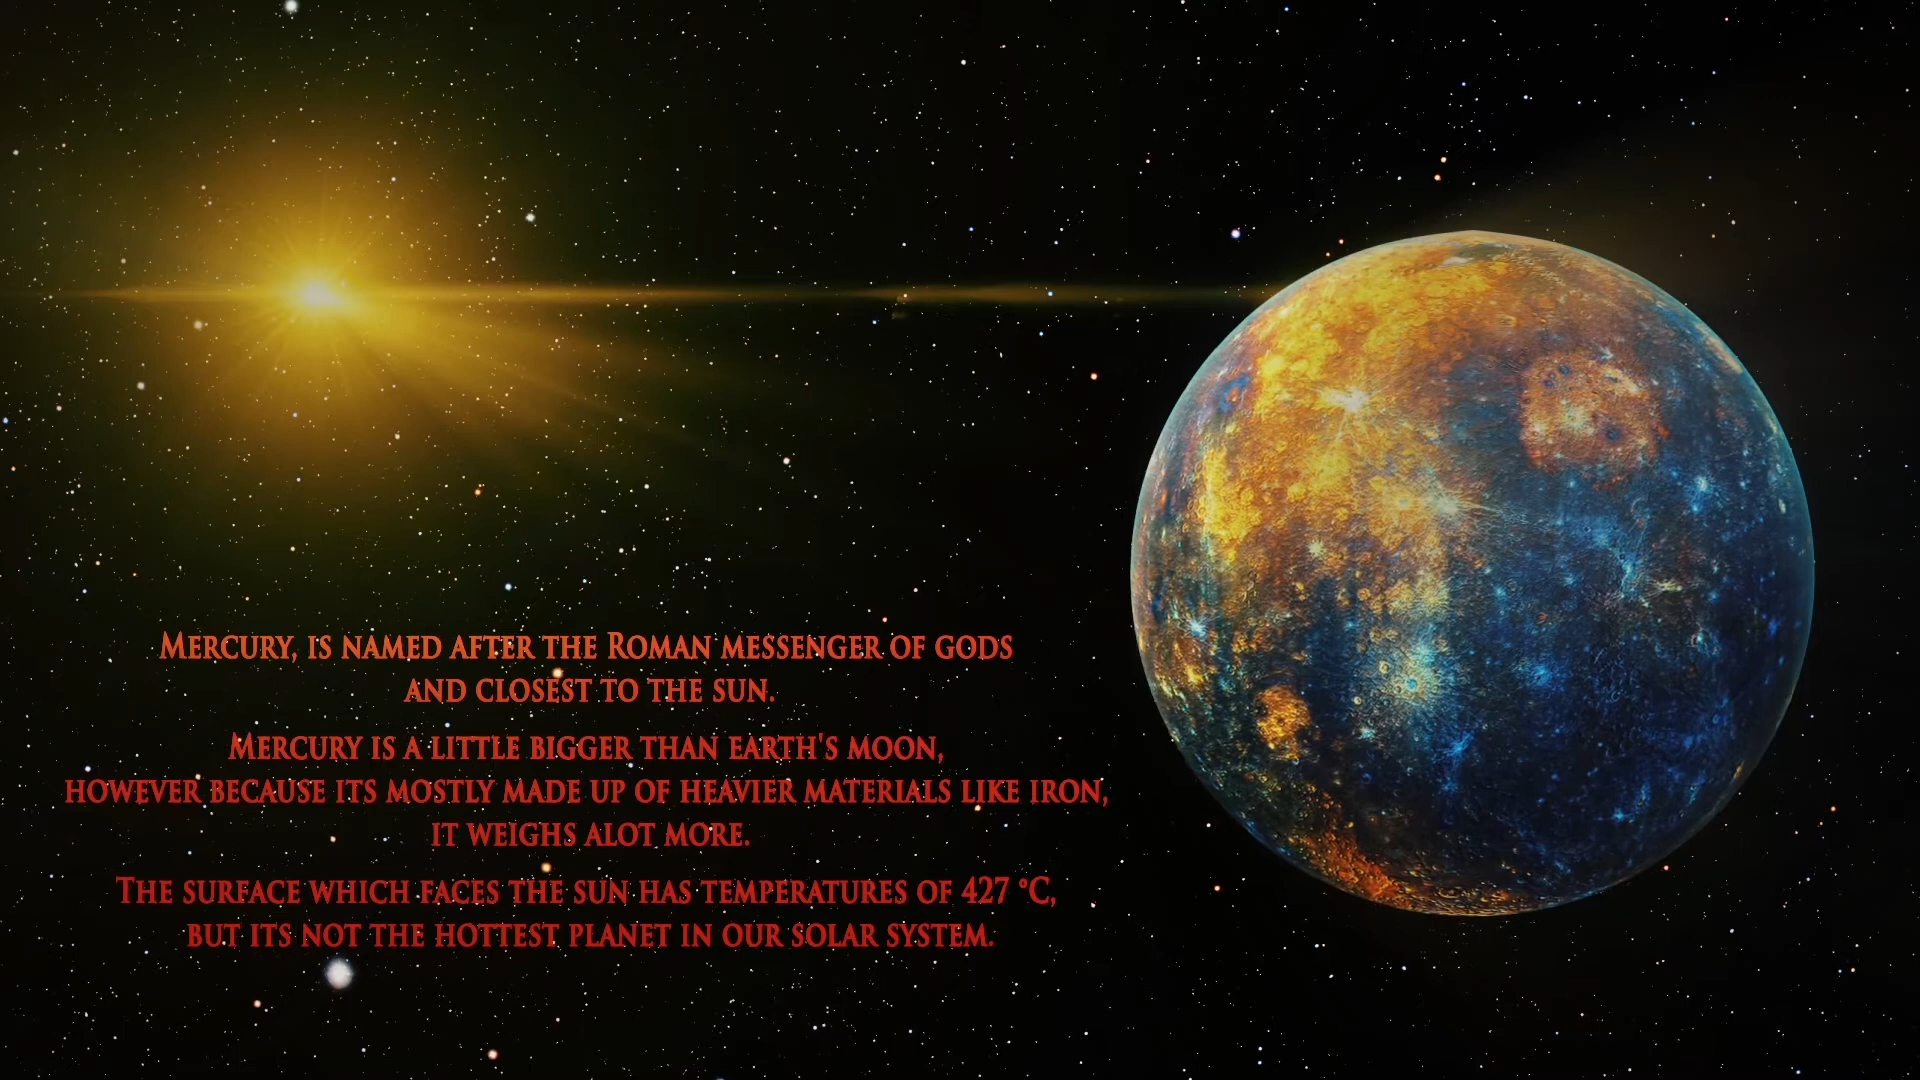 Mercury, is named after the Roman messenger of gods
and closest to the sun.
Mercury is a little bigger than earth's moon,
however because its mostly made up of heavier materials like iron,
it weighs alot more.
The surface which faces the sun has temperatures of 427 °C,
but its not the hottest planet in our solar system.